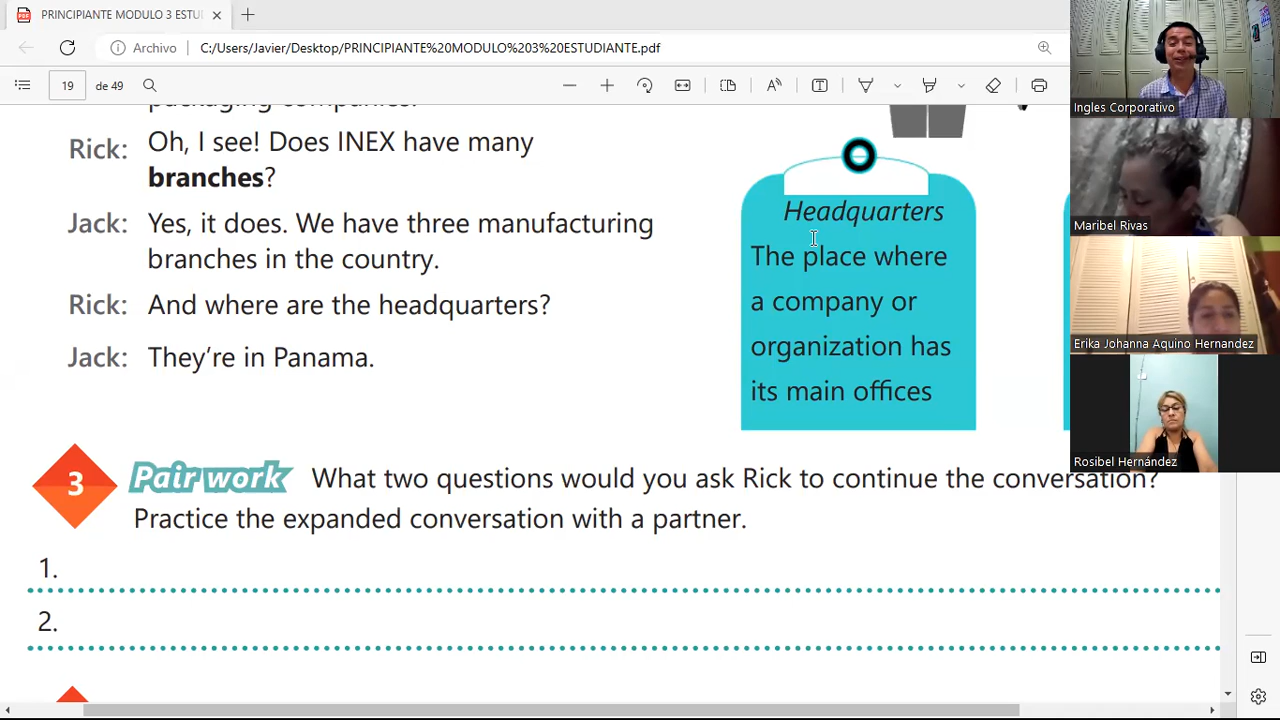 PRINCIPIANTE MODULO 3 ESTU
Archivo
C:/Users/Javier/Desktop/PRINCIPIANTE%20MODULO%203%20ESTUDIANTE.pdf
19
de 49
packaging companies.
Rick: Oh, I see! Does INEX have many
branches?
Jack: Yes, it does. We have three manufacturing
branches in the country.
Rick: And where are the headquarters?
Jack: They're in Panama.
Headquarters
The place where
a company or
organization has
its main offices
3 Pair work What two questions would you ask Rick to continue the conversation?
Practice the expanded conversation with a partner.
1.
2.
Ingles Corporativo
Maribel Rivas
Erika Johanna Aquino Hernandez
Rosibel Hernández